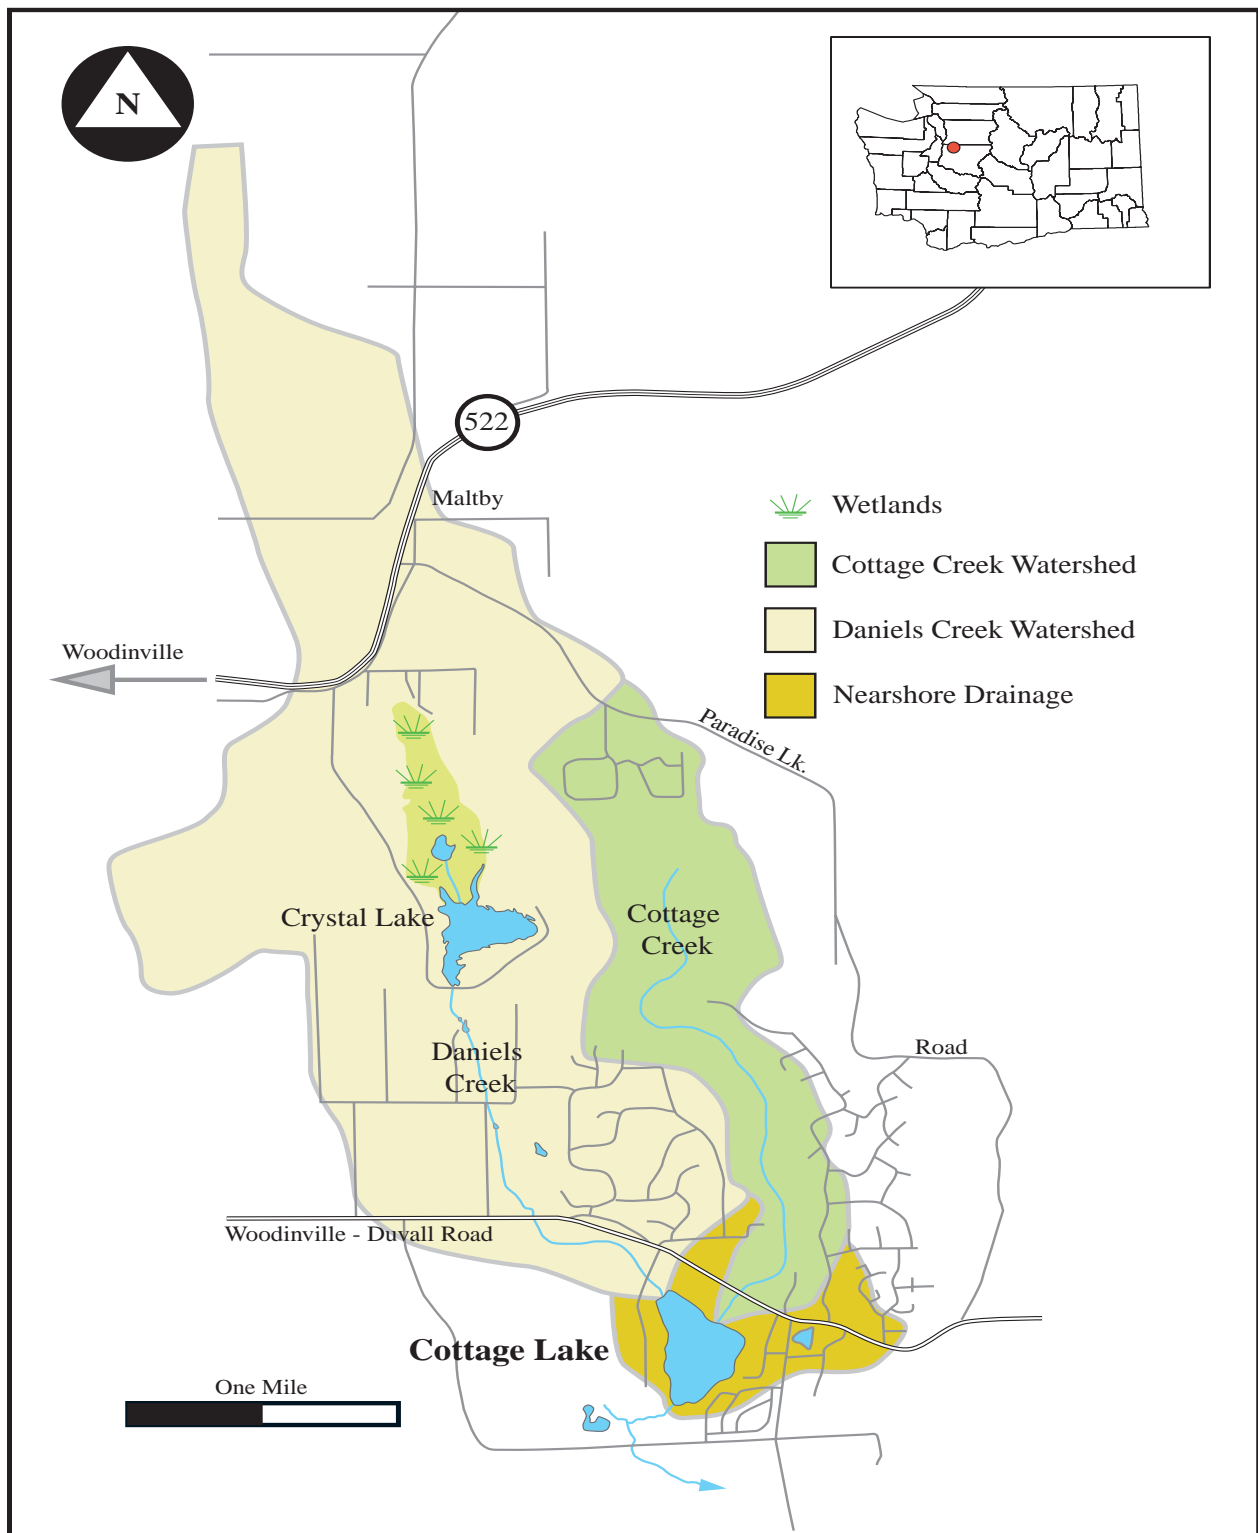 N
522
Maltby
Wetlands
Cottage Creek Watershed
Daniels Creek Watershed
Woodinville
Nearshore Drainage
Paradise Lk.
Crystal Lake
Cottage
Creek
Daniels
Creek
Road
Woodinville - Duvall Road
Cottage Lake
One Mile